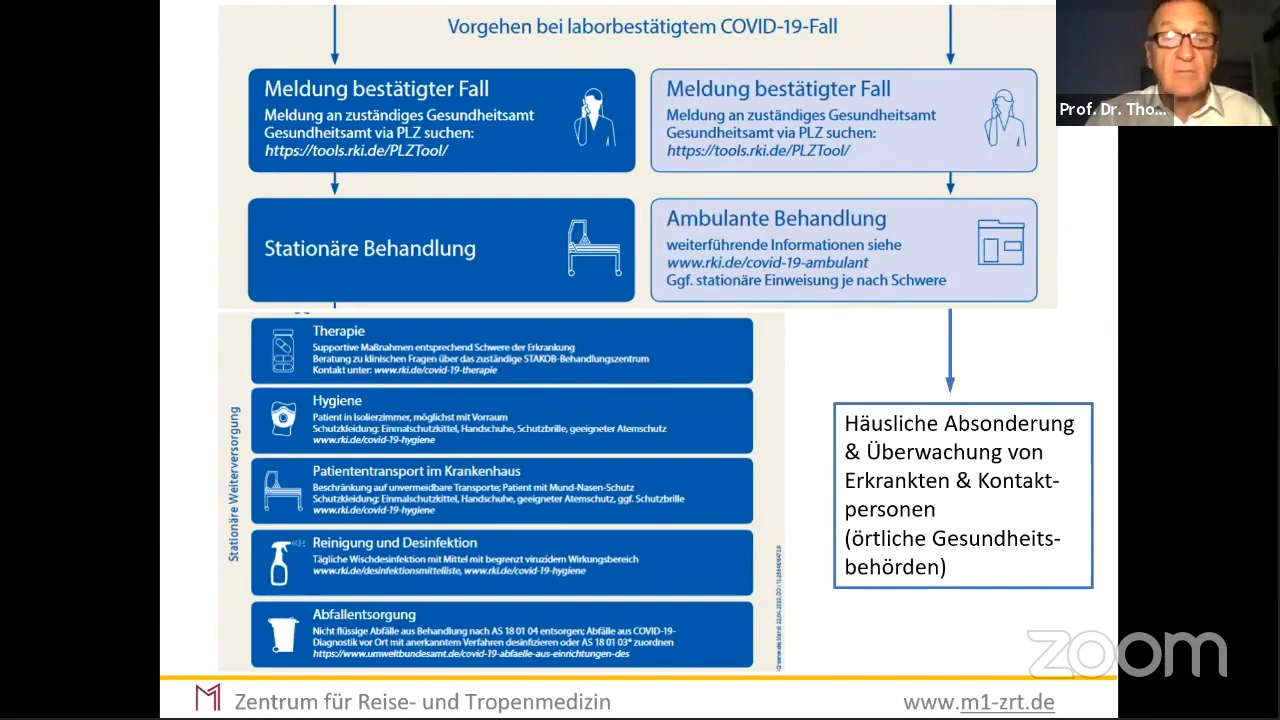 Vorgehen bei laborbestätigtem COVID-19-Fall
Meldung bestätigter Fall
Meldung an zuständiges Gesundheitsamt
Gesundheitsamt via PLZ suchen:
https://tools.rki.de/PLZTool/
Meldung bestätigter Fall
Meldung an zuständiges Gesundheitsamt
Gesundheitsamt via PLZ suchen:
https://tools.rki.de/PLZTool/
Prof. Dr. Tho...
Stationäre Behandlung
Ambulante Behandlung
weiterführende Informationen siehe
www.rki.de/covid-19-ambulant
Ggf. stationäre Einweisung je nach Schwere
Stationäre Weiterversorgung
Therapie
Supportive Maßnahmen entsprechend Schwere der Erkrankung
Beratung zu klinischen Fragen über das zuständige STAKOB-Behandlungszentrum
Kontakt unter: www.rki.de/covid-19-therapie
Hygiene
Patient in Isolierzimmer, möglichst mit Vorraum
Schutzkleidung: Einmalschutzkittel, Handschuhe, Schutzbrille, geeigneter Atemschutz
www.rki.de/covid-19-hygiene
Patiententransport im Krankenhaus
Beschränkung auf unvermeidbare Transporte; Patient mit Mund-Nasen-Schutz
Schutzkleidung: Einmalschutzkittel, Handschuhe, geeigneter Atemschutz, ggf. Schutzbrille
www.rki.de/covid-19-hygiene
Reinigung und Desinfektion
Tägliche Wischdesinfektion mit Mittel mit begrenzt viruzidem Wirkungsbereich
www.rki.de/desinfektionsmittelliste, www.rki.de/covid-19-hygiene
Abfallentsorgung
Nicht flüssige Abfälle aus Behandlung nach AS 18 01 04 entsorgen; Abfälle aus COVID-19-
Diagnostik vor Ort mit anerkanntem Verfahren desinfizieren oder AS 18 01 03* zuordnen
https://www.umweltbundesamt.de/covid-19-abfaelle-aus-einrichtungen-des
Häusliche Absonderung
& Überwachung von
Erkrankten & Kontakt-
personen
(örtliche Gesundheits-
behörden)
zoom
M1 Zentrum für Reise- und Tropenmedizin
www.m1-zrt.de